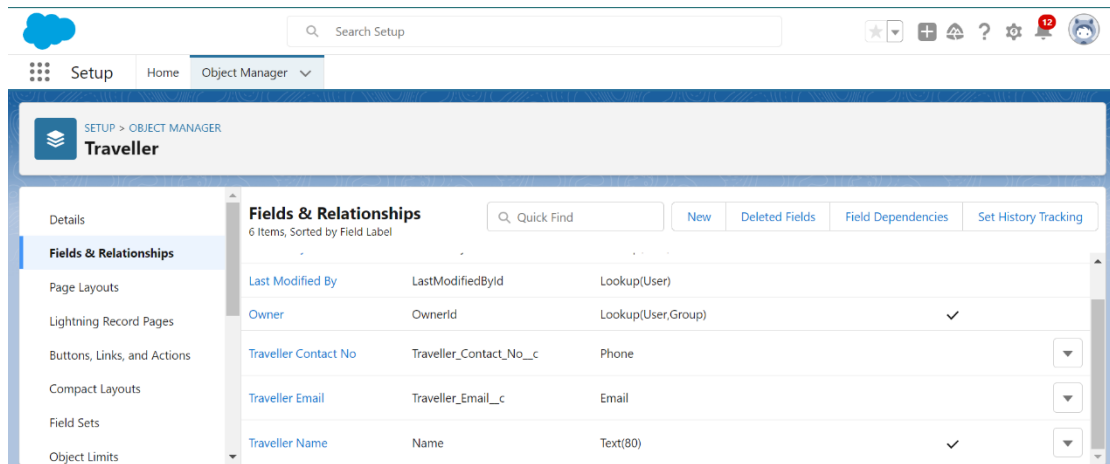 Search Setup
12
Setup Home Object Manager
SETUP > OBJECT MANAGER
Traveller
Details
Fields & Relationships
Page Layouts
Lightning Record Pages
Buttons, Links, and Actions
Compact Layouts
Field Sets
Object Limits
Fields & Relationships
6 Items, Sorted by Field Label
Quick Find
New Deleted Fields Field Dependencies Set History Tracking
Last Modified By LastModifiedById Lookup(User)
Owner OwnerId Lookup(User,Group)
Traveller Contact No Traveller_Contact_No__c Phone
Traveller Email Traveller_Email__c Email
Traveller Name Name Text(80)